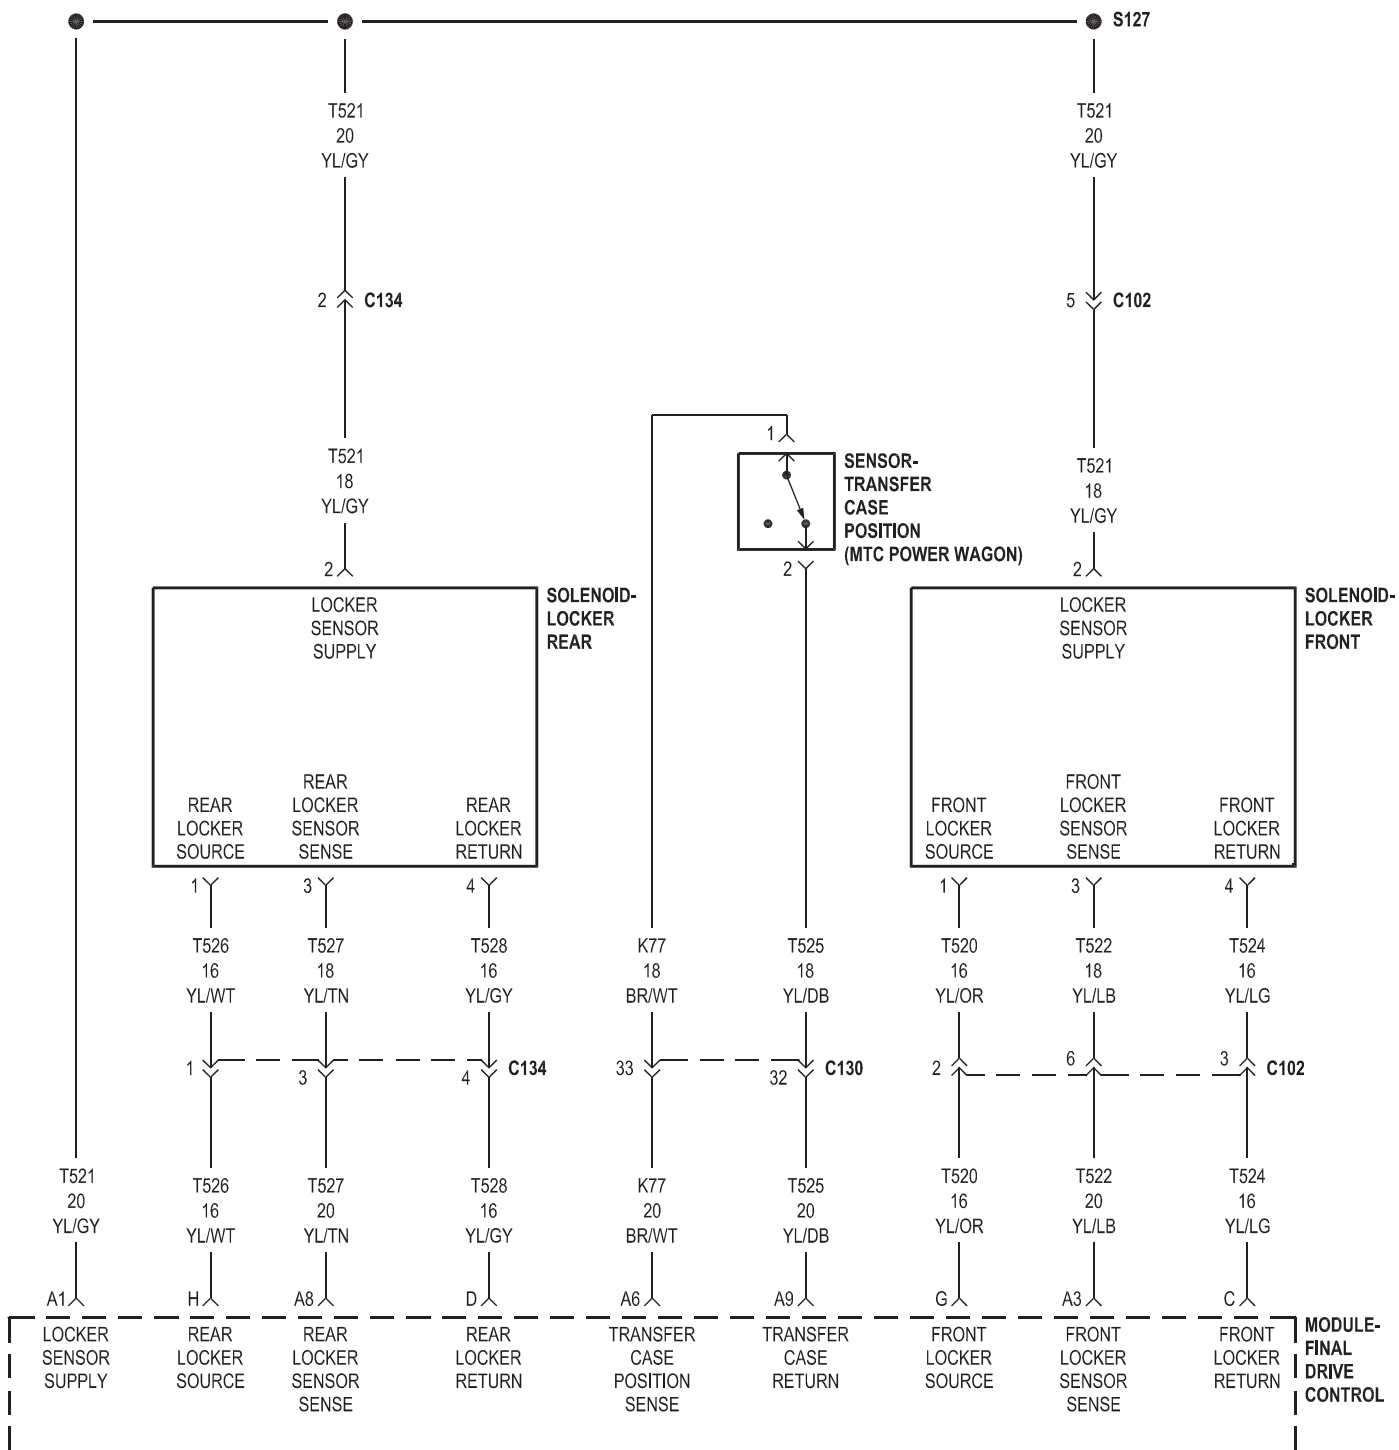 S127
T521
20
YL/GY
T521
20
YL/GY
2
C134
5
C102
T521
18
YL/GY
2
1
SENSOR-
TRANSFER
CASE
POSITION
(MTC POWER WAGON)
2
T521
18
YL/GY
2
LOCKER
SENSOR
SUPPLY
SOLENOID-
LOCKER
REAR
LOCKER
SENSOR
SUPPLY
SOLENOID-
LOCKER
FRONT
REAR
LOCKER
SOURCE
REAR
LOCKER
SENSOR
SENSE
REAR
LOCKER
RETURN
FRONT
LOCKER
SOURCE
FRONT
LOCKER
SENSOR
SENSE
FRONT
LOCKER
RETURN
1
3
4
1
3
4
T526
16
YL/WT
T527
18
YL/TN
T528
16
YL/GY
K77
18
BR/WT
T525
18
YL/DB
T520
16
YL/OR
T522
18
YL/LB
T524
16
YL/LG
1
3
4
C134
33
32
C130
2
6
3
C102
T521
20
YL/GY
T526
16
YL/WT
T527
20
YL/TN
T528
16
YL/GY
K77
20
BR/WT
T525
20
YL/DB
T520
16
YL/OR
T522
20
YL/LB
T524
16
YL/LG
A1
H
A8
D
A6
A9
G
A3
C
LOCKER
SENSOR
SUPPLY
REAR
LOCKER
SOURCE
REAR
LOCKER
SENSOR
SENSE
REAR
LOCKER
RETURN
TRANSFER
CASE
POSITION
SENSE
TRANSFER
CASE
RETURN
FRONT
LOCKER
SOURCE
FRONT
LOCKER
SENSOR
SENSE
FRONT
LOCKER
RETURN
MODULE-
FINAL
DRIVE
CONTROL